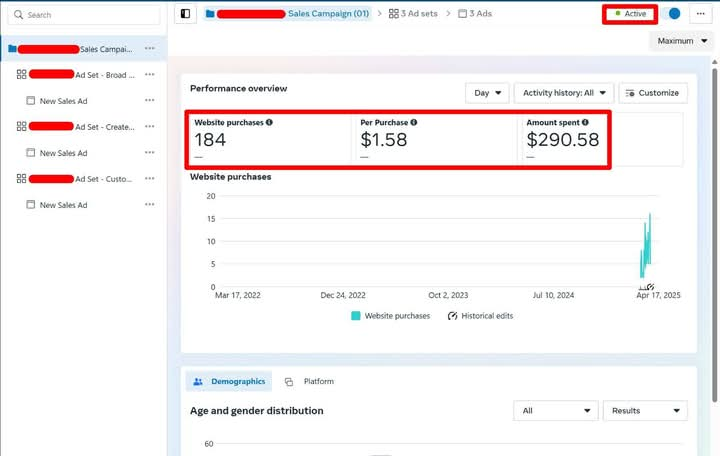 Search
Sales Campaign (01)
3 Ad sets
3 Ads
Active
Maximum
Sales Campai...
Ad Set - Broad ...
New Sales Ad
Ad Set - Create...
New Sales Ad
Ad Set - Custo...
New Sales Ad
Performance overview
Day
Activity history: All
Customize
Website purchases
Per Purchase
Amount spent
184
$1.58
$290.58
—
—
—
Website purchases
20
15
10
5
0
Mar 17, 2022
Dec 24, 2022
Oct 2, 2023
Jul 10, 2024
Apr 17, 2025
Website purchases
Historical edits
Demographics
Platform
Age and gender distribution
All
Results
60